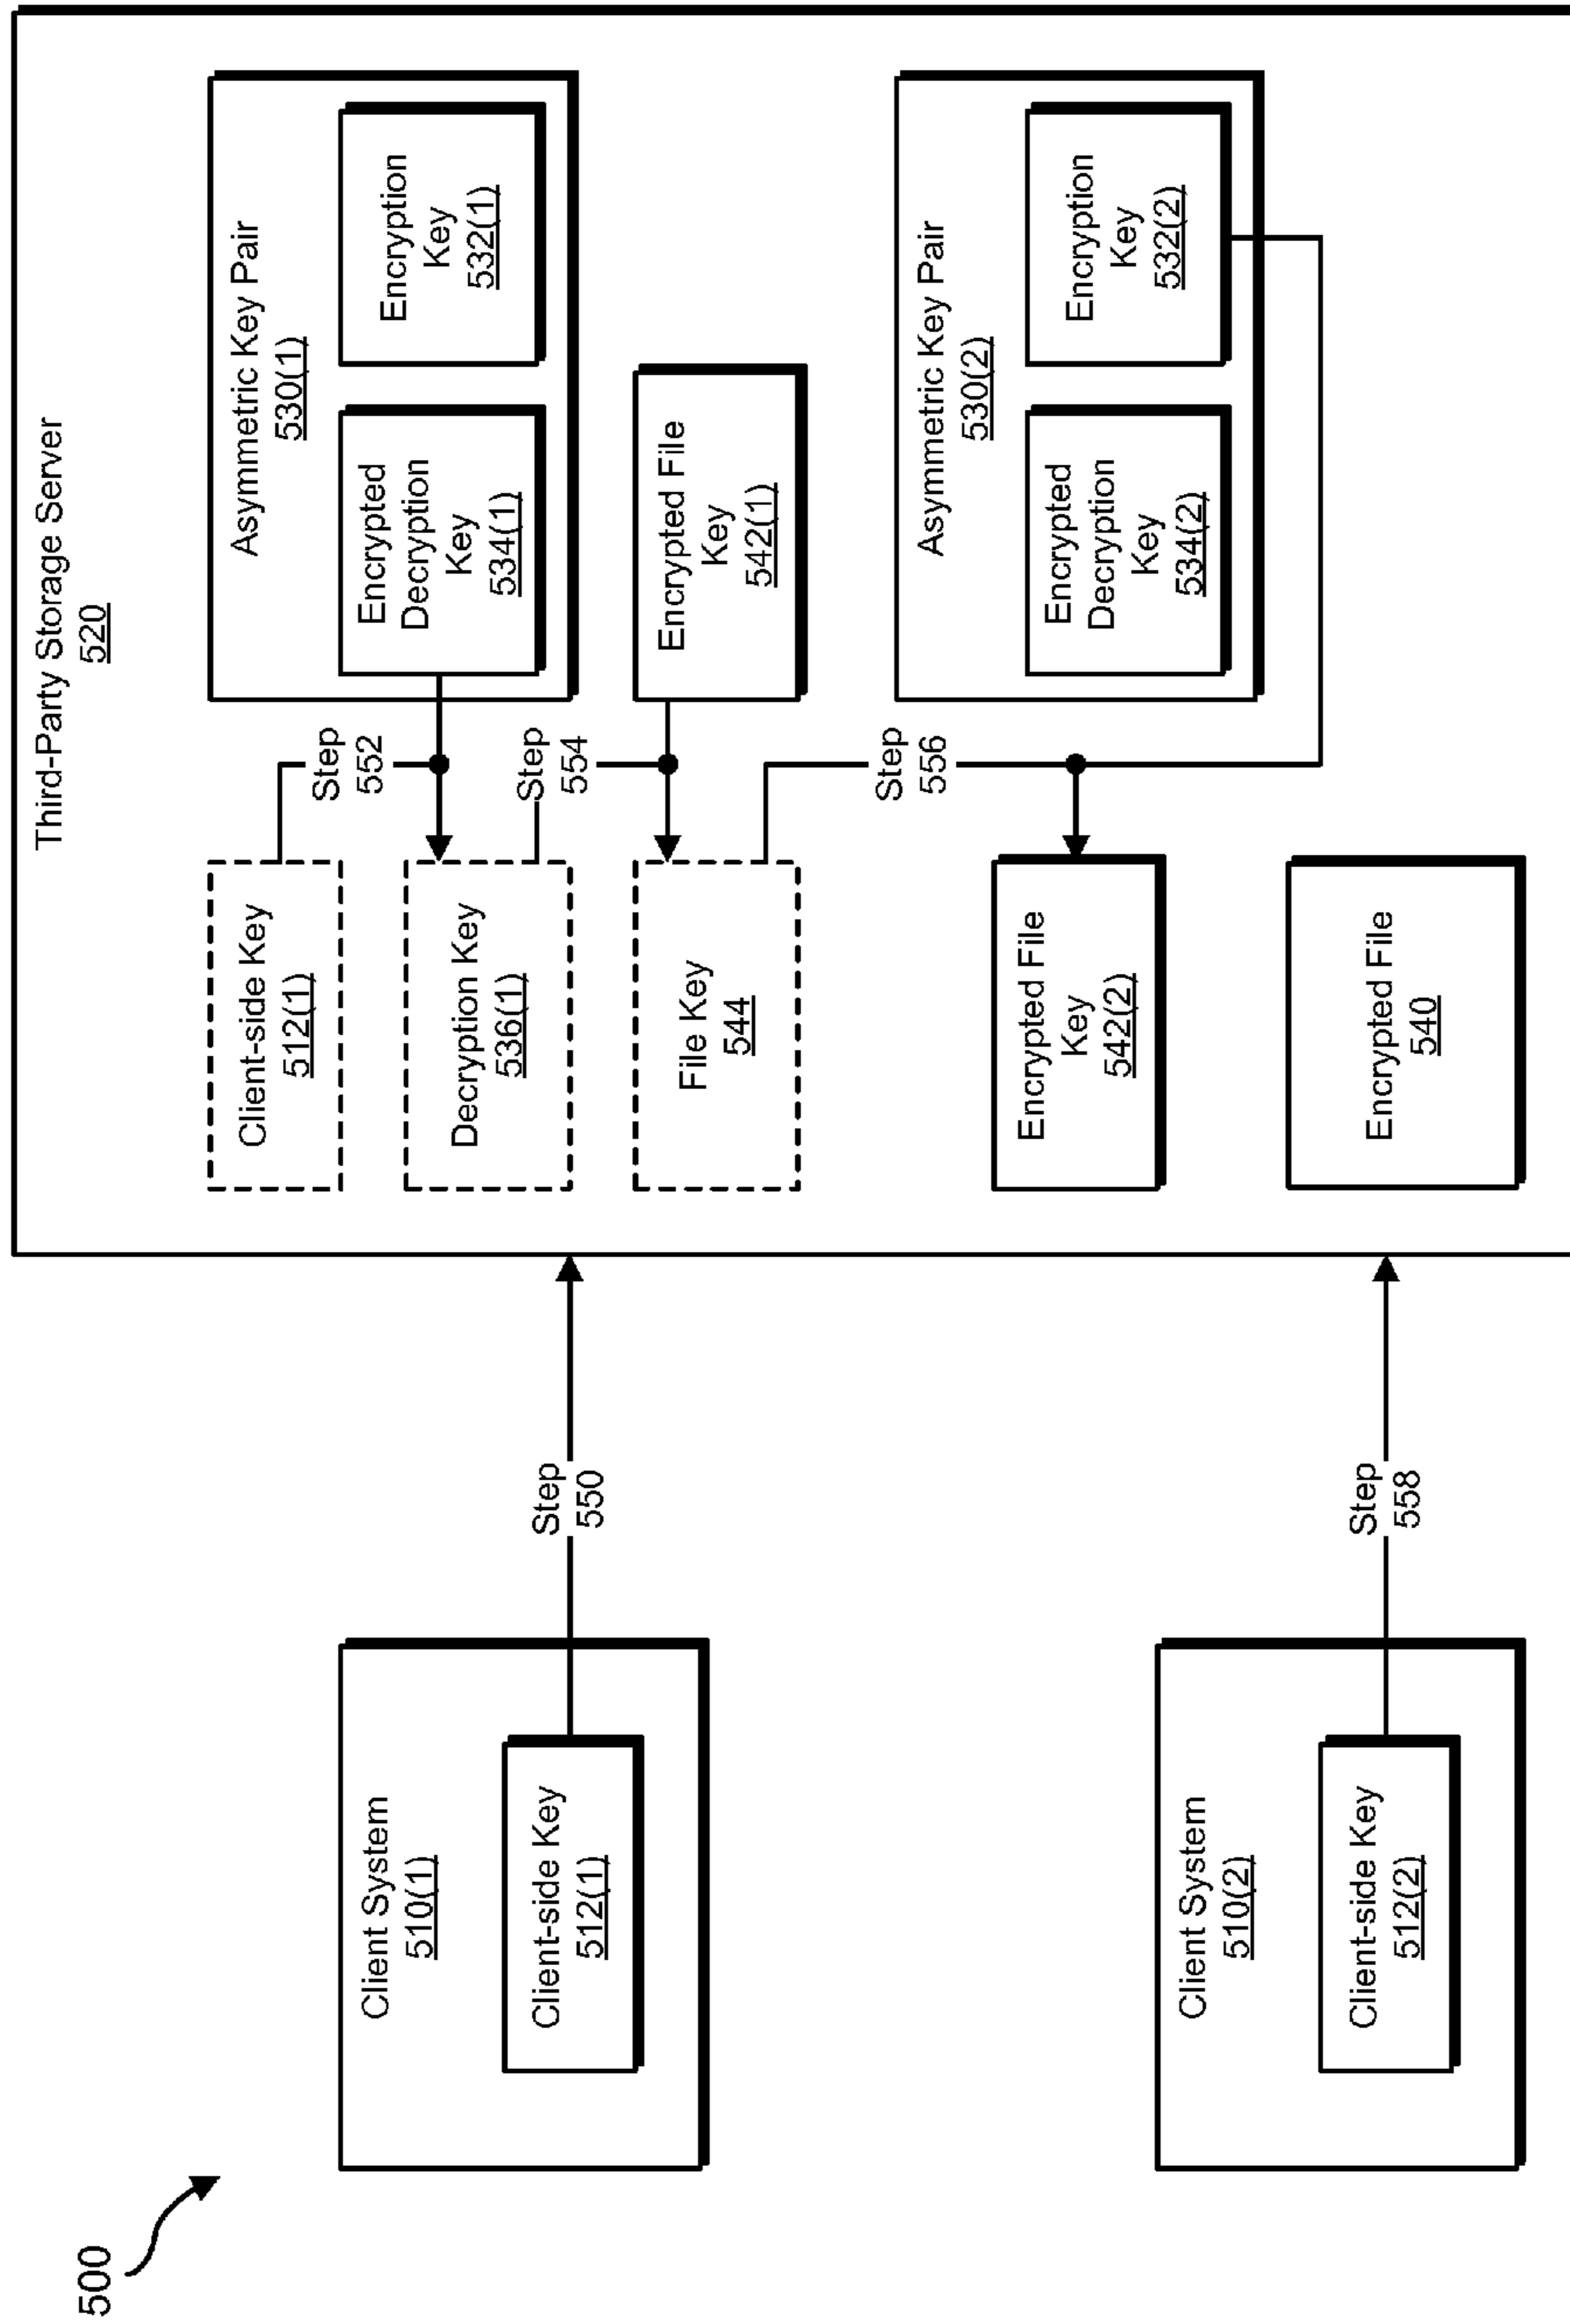 500
Client System
510(1)
Client-side Key
512(1)
Client System
510(2)
Client-side Key
512(2)
Step
550
Step
558
Third-Party Storage Server
520
Client-side Key
512(1)
Step
552
Asymmetric Key Pair
530(1)
Encrypted
Decryption
Key
534(1)
Encryption
Key
532(1)
Decryption Key
536(1)
Step
554
File Key
544
Encrypted File
Key
542(1)
Step
556
Asymmetric Key Pair
530(2)
Encrypted
Decryption
Key
534(2)
Encryption
Key
532(2)
Encrypted File
Key
542(2)
Encrypted File
540